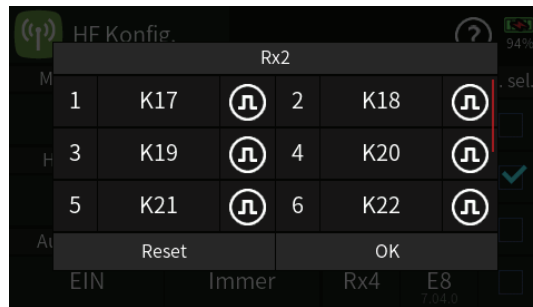 HF Konfig.
?
94%
Rx2
M
. sel.
1 K17 2 K18
H
3 K19 4 K20
5 K21 6 K22
Au
Reset OK
EIN Immer Rx4 E8
7.04.0